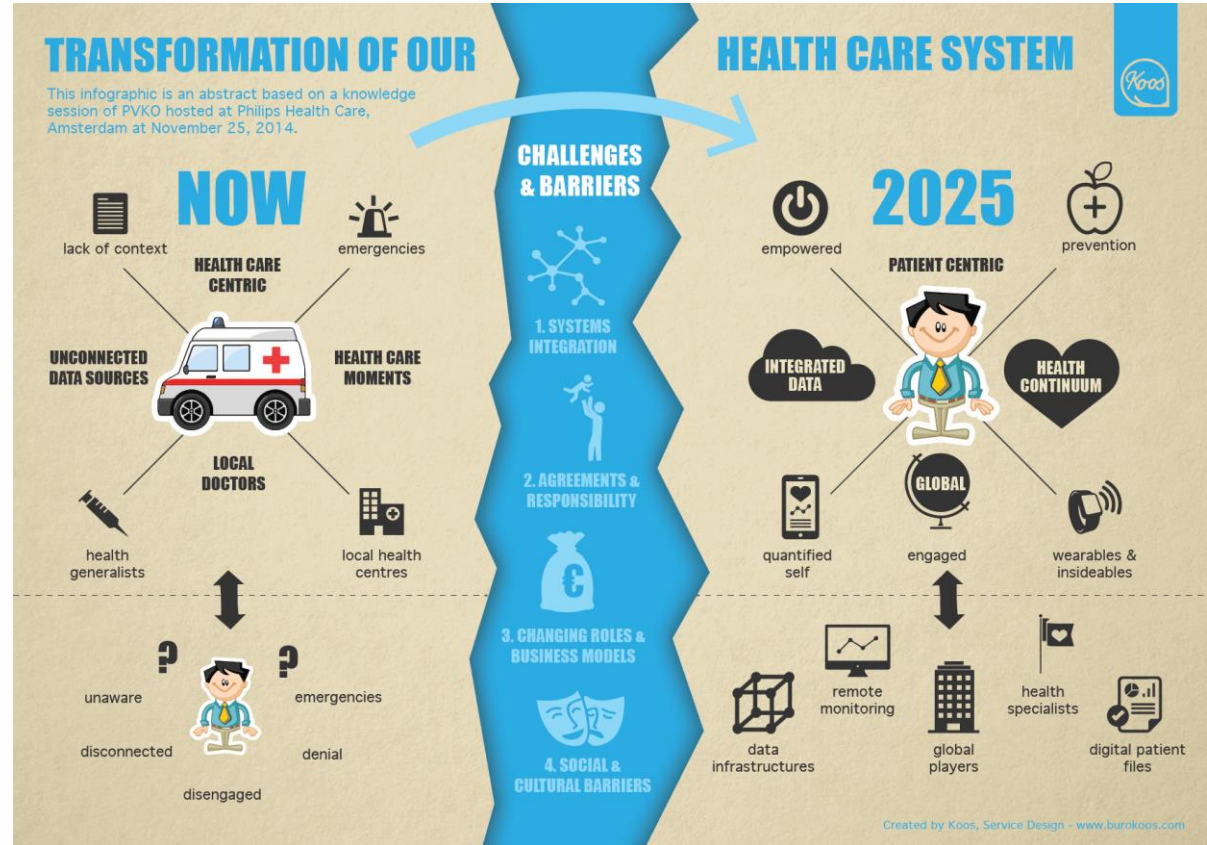 TRANSFORMATION OF OUR
HEALTH CARE SYSTEM
Koos
This infographic is an abstract based on a knowledge
session of PVKO hosted at Philips Health Care,
Amsterdam at November 25, 2014.
NOW
lack of context
emergencies
HEALTH CARE
CENTRIC
UNCONNECTED
DATA SOURCES
HEALTH CARE
MOMENTS
LOCAL
DOCTORS
health
generalists
local health
centres
?
?
unaware
emergencies
disconnected
denial
disengaged
CHALLENGES
& BARRIERS
1. SYSTEMS
INTEGRATION
2. AGREEMENTS &
RESPONSIBILITY
€
3. CHANGING ROLES &
BUSINESS MODELS
4. SOCIAL &
CULTURAL BARRIERS
2025
empowered
prevention
PATIENT CENTRIC
INTEGRATED
DATA
HEALTH
CONTINUUM
GLOBAL
quantified
self
engaged
wearables &
insideables
remote
monitoring
health
specialists
data
infrastructures
global
players
digital patient
files
Created by Koos, Service Design - www.burokoos.com